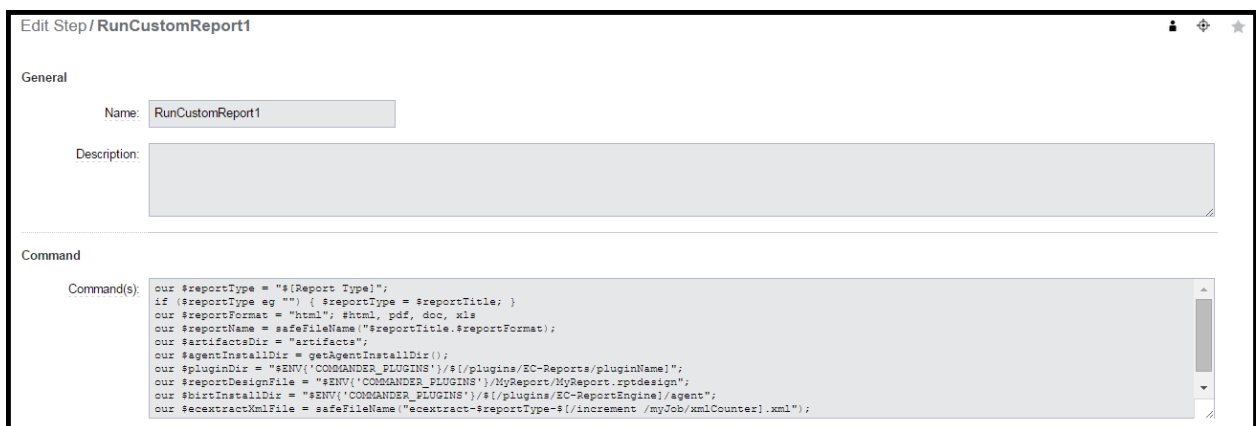 Edit Step / RunCustomReport1
General
Name: RunCustomReport1
Description:
Command
Command(s): our $reportType = "$[Report Type]";
if ($reportType eg "") { $reportType = $reportTitle; }
our $reportFormat = "html"; #html, pdf, doc, xls
our $reportName = safeFileName("$reportTitle.$reportFormat);
our $artifactsDir = "artifacts";
our $agentInstallDir = getAgentInstallDir();
our $pluginDir = "$ENV{'COMMANDER_PLUGINS'}/$[/plugins/EC-Reports/pluginName]";
our $reportDesignFile = "$ENV{'COMMANDER_PLUGINS'}/MyReport/MyReport.rptdesign";
our $birtInstallDir = "$ENV{'COMMANDER_PLUGINS'}/$[/plugins/EC-ReportEngine]/agent";
our $ecextractXmlFile = safeFileName("ecextract-$reportType-$[/increment /myJob/xmlCounter].xml");